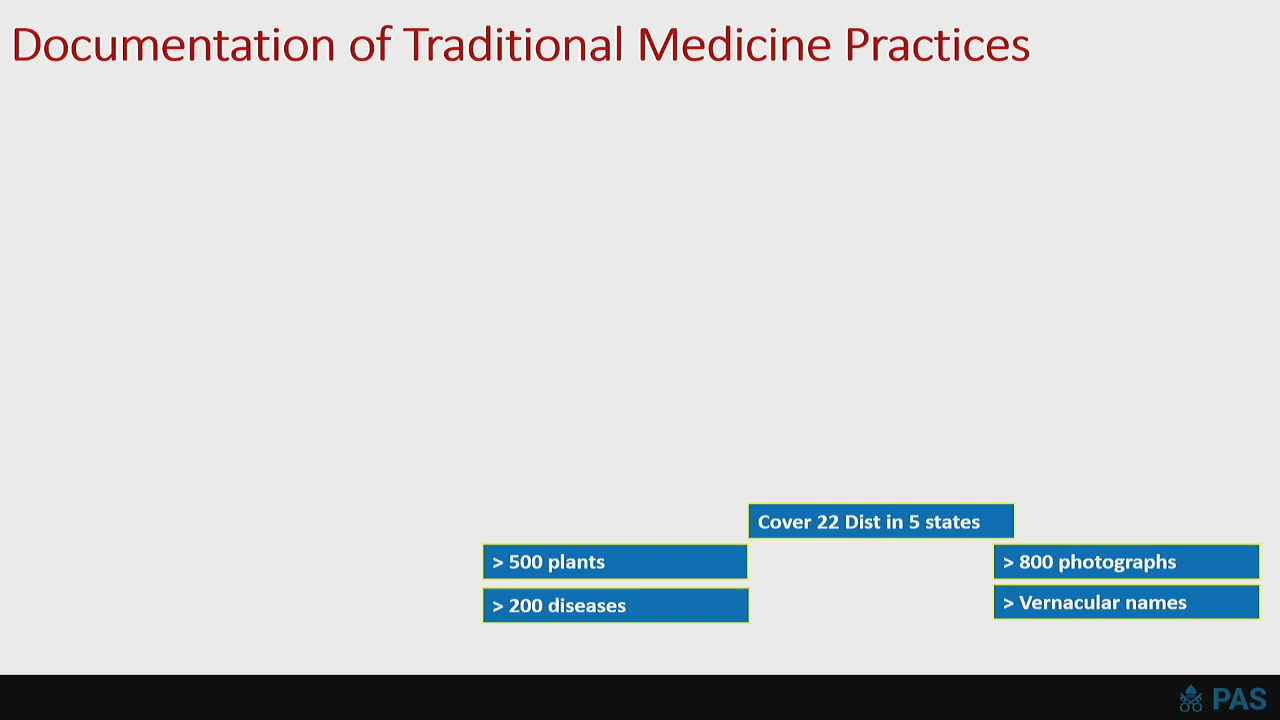 Documentation of Traditional Medicine Practices
Cover 22 Dist in 5 states
> 500 plants
> 800 photographs
> 200 diseases
> Vernacular names
PAS